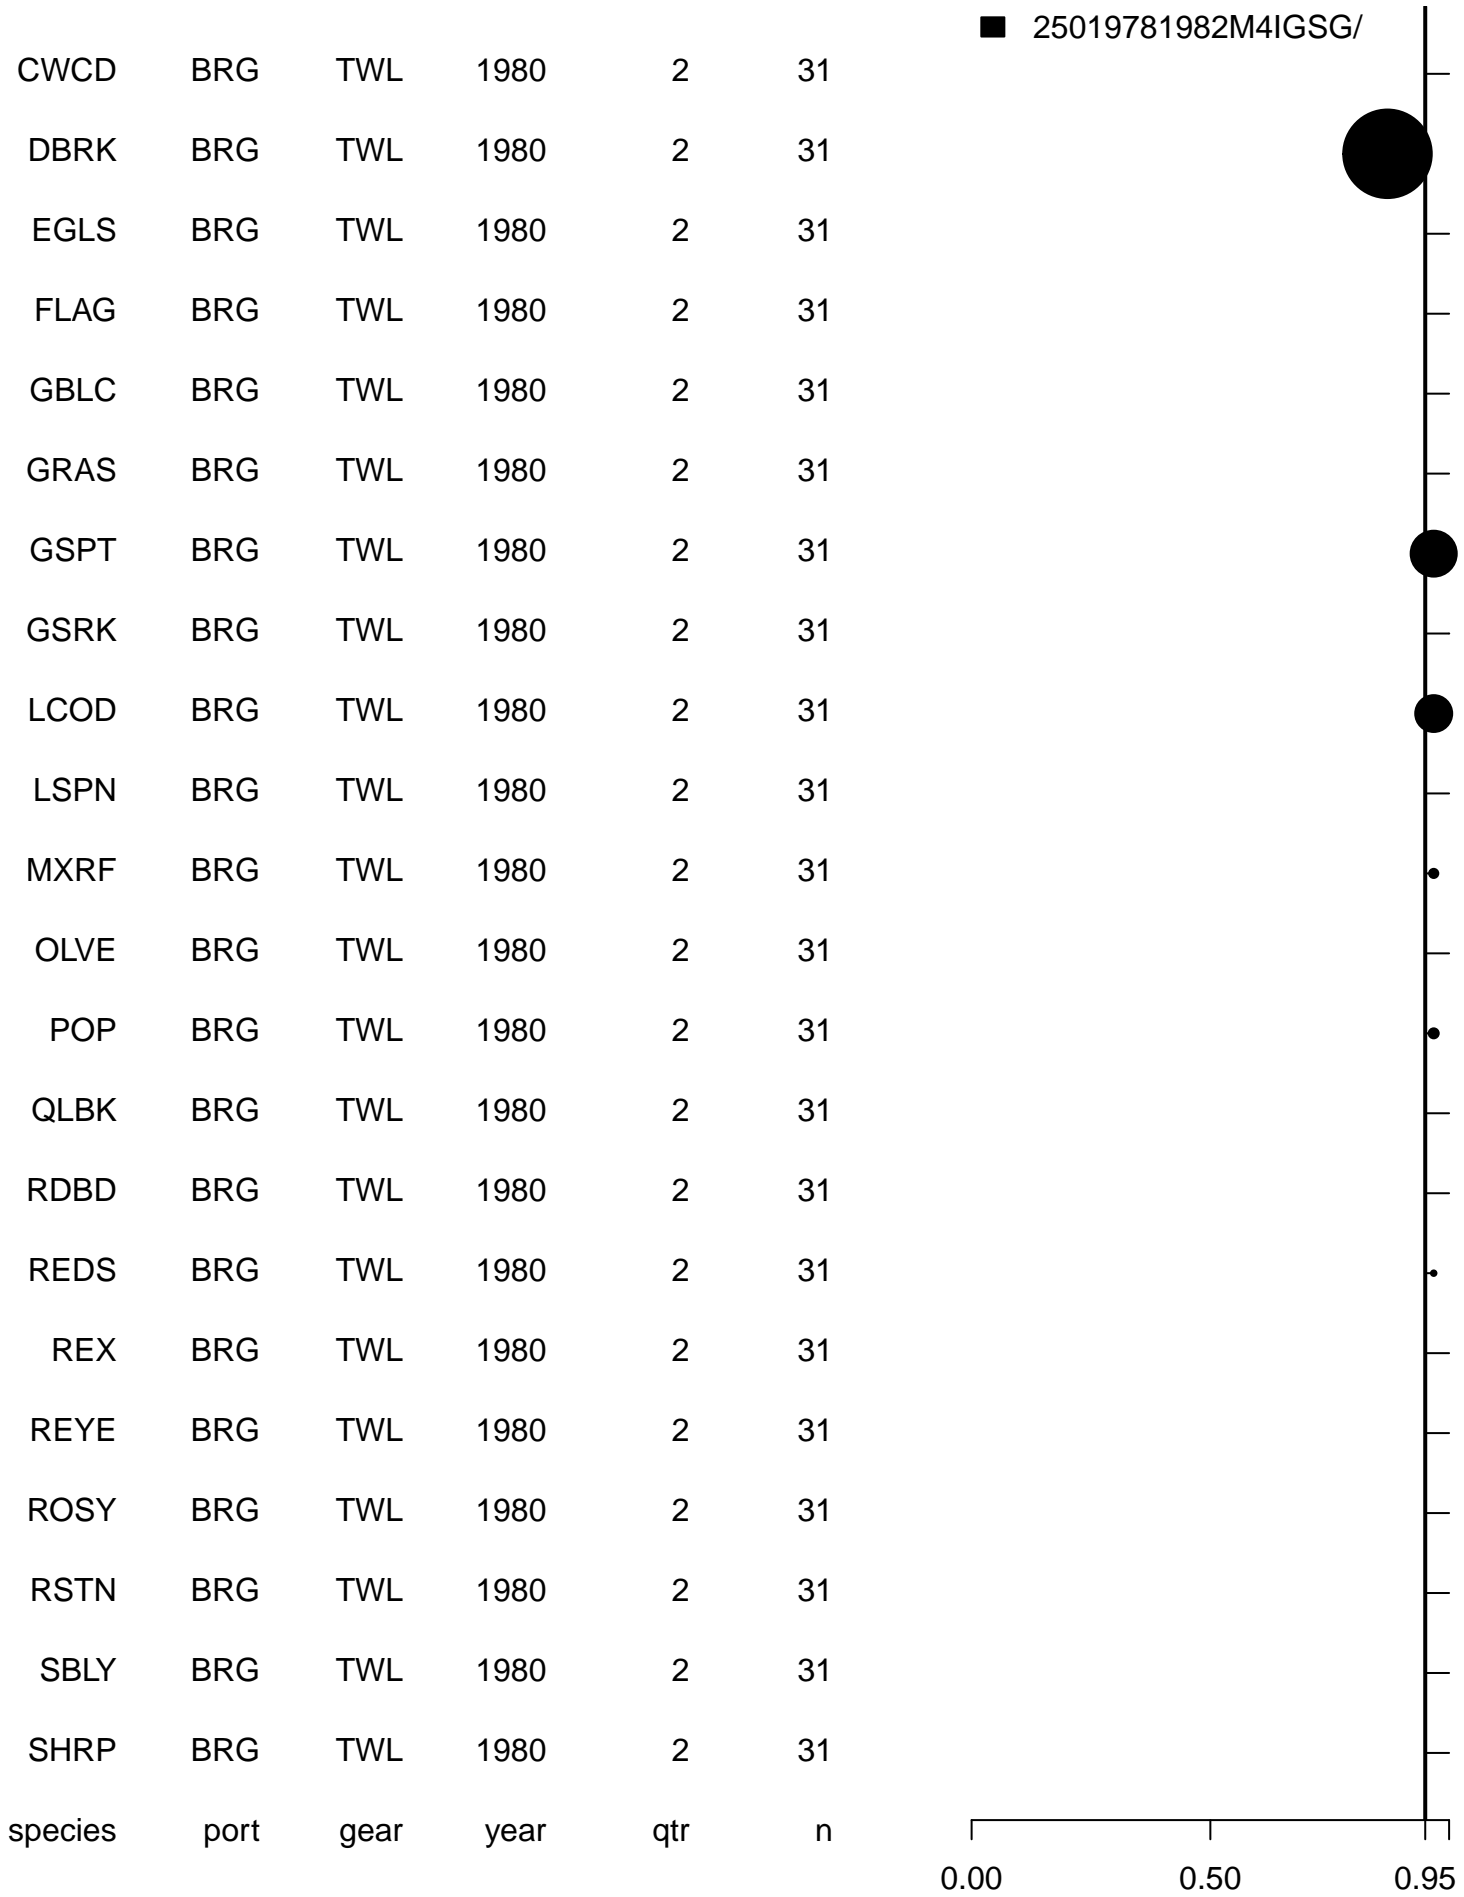 25019781982M4IGSG/
CWCD BRG TWL 1980 2 31
DBRK BRG TWL 1980 2 31
EGLS BRG TWL 1980 2 31
FLAG BRG TWL 1980 2 31
GBLC BRG TWL 1980 2 31
GRAS BRG TWL 1980 2 31
GSPT BRG TWL 1980 2 31
GSRK BRG TWL 1980 2 31
LCOD BRG TWL 1980 2 31
LSPN BRG TWL 1980 2 31
MXRF BRG TWL 1980 2 31
OLVE BRG TWL 1980 2 31
POP BRG TWL 1980 2 31
QLBK BRG TWL 1980 2 31
RDBD BRG TWL 1980 2 31
REDS BRG TWL 1980 2 31
REX BRG TWL 1980 2 31
REYE BRG TWL 1980 2 31
ROSY BRG TWL 1980 2 31
RSTN BRG TWL 1980 2 31
SBLY BRG TWL 1980 2 31
SHRP BRG TWL 1980 2 31
species port gear year qtr n
0.00 0.50 0.95